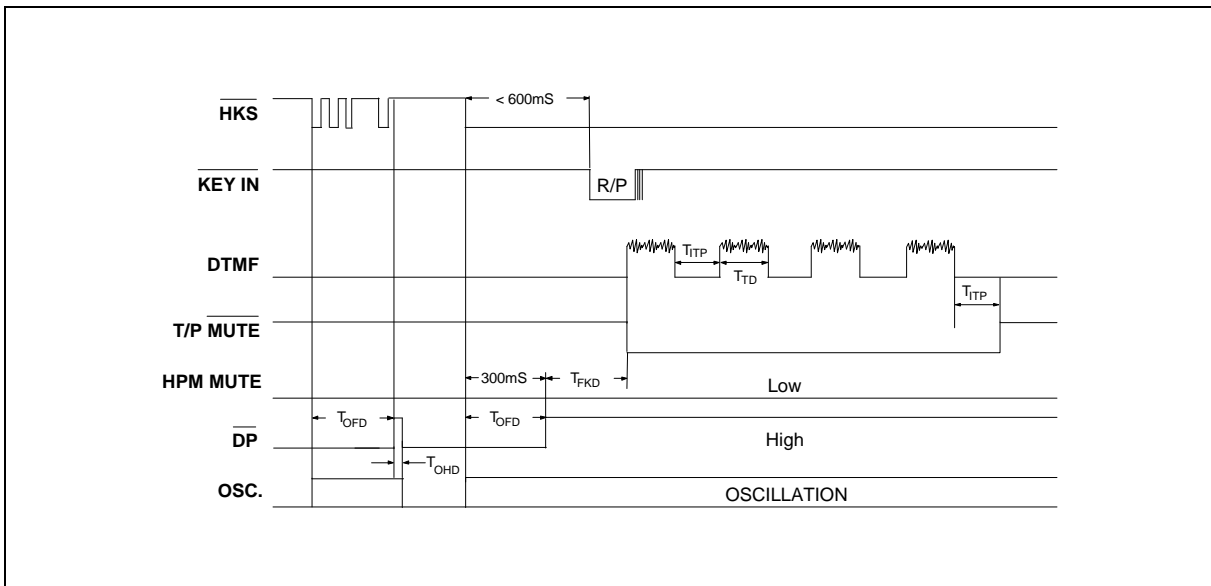 HKS
< 600mS
KEY IN
R/P
DTMF
TITP
TTD
TITP
T/P MUTE
HPM MUTE
300mS
TFKD
Low
DP
TOFD
TOFD
High
TOHD
OSC.
OSCILLATION